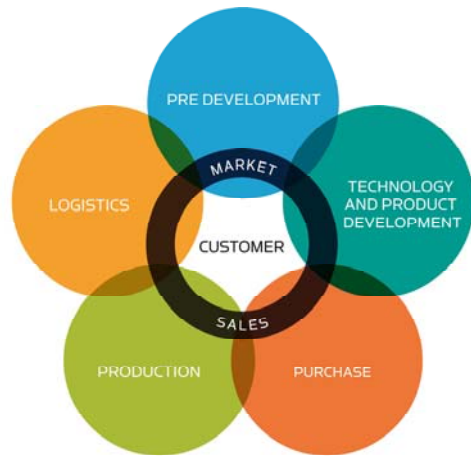 PRE DEVELOPMENT
MARKET
LOGISTICS
TECHNOLOGY
AND PRODUCT
DEVELOPMENT
CUSTOMER
SALES
PRODUCTION
PURCHASE